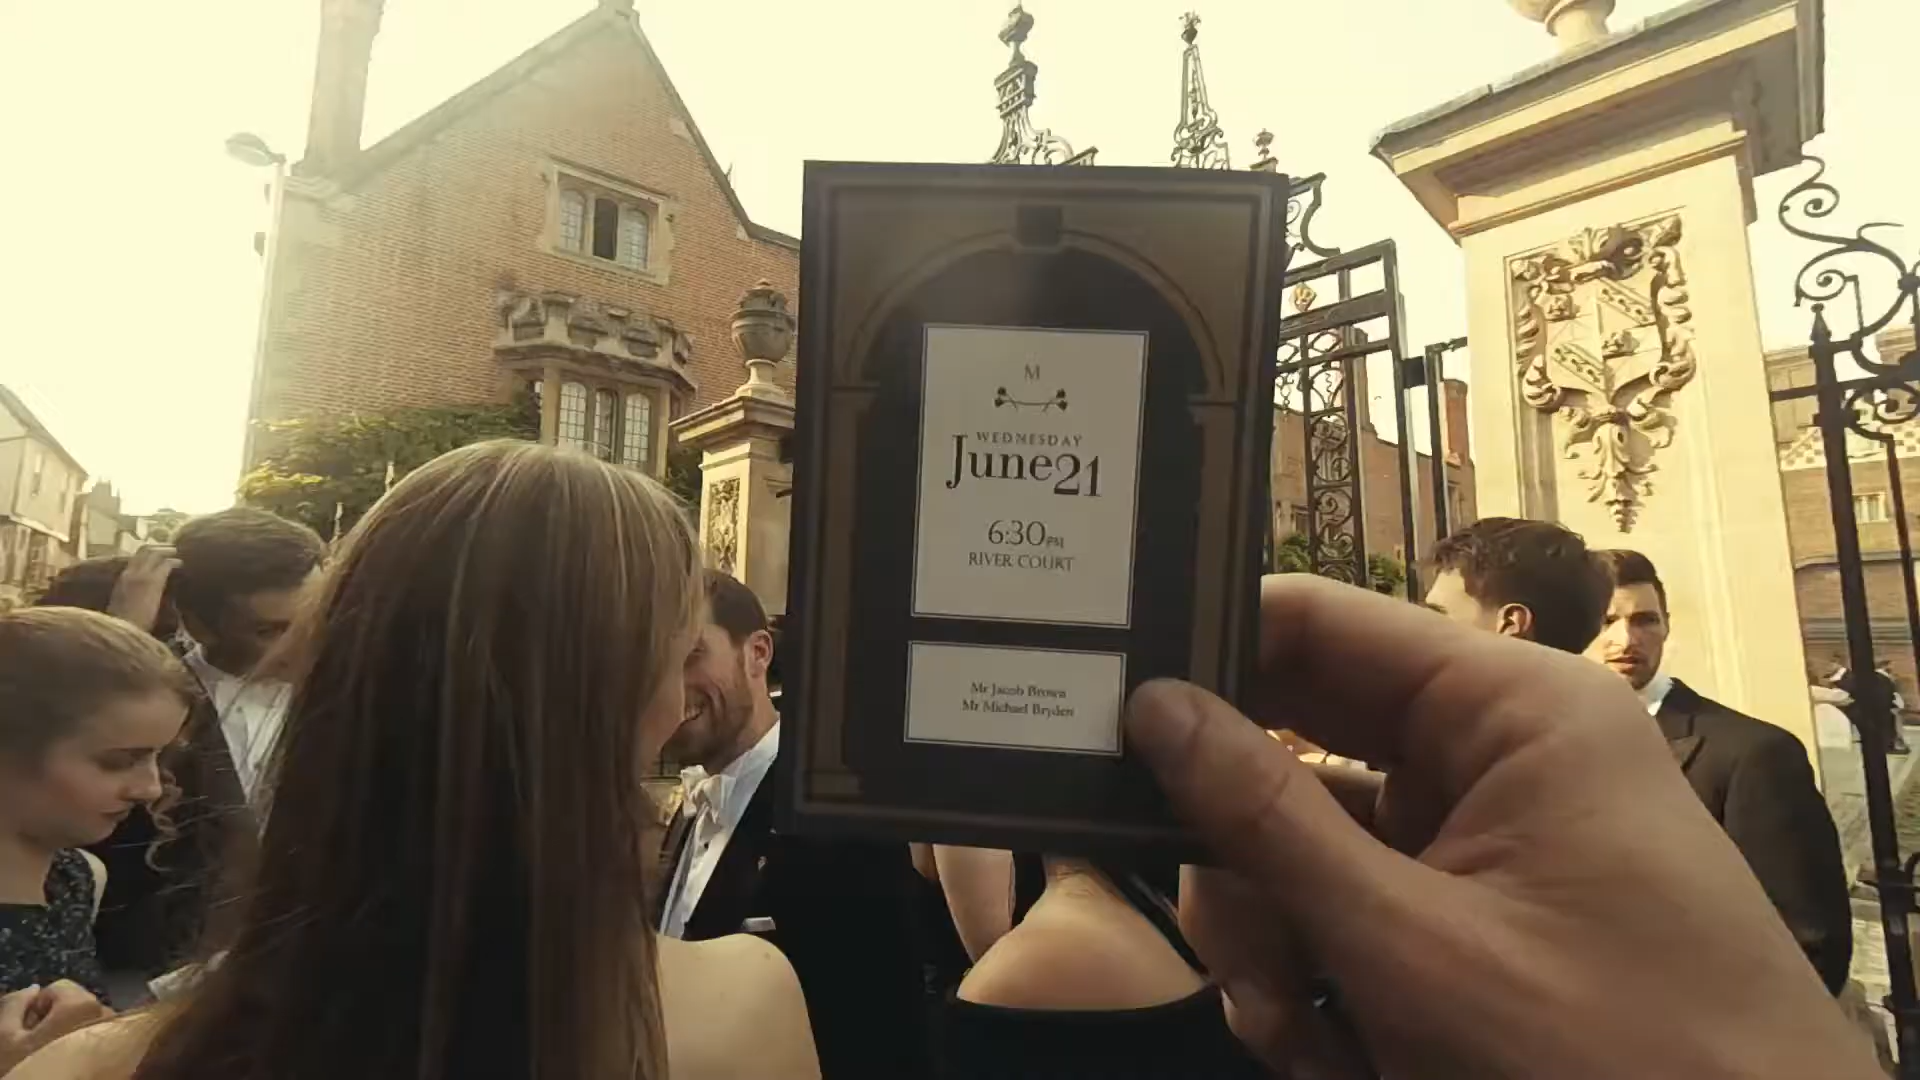 M
WEDNESDAY
June 21
6:30PM
RIVER COURT
Mr Jacob Brown
Mr Michael Bryden